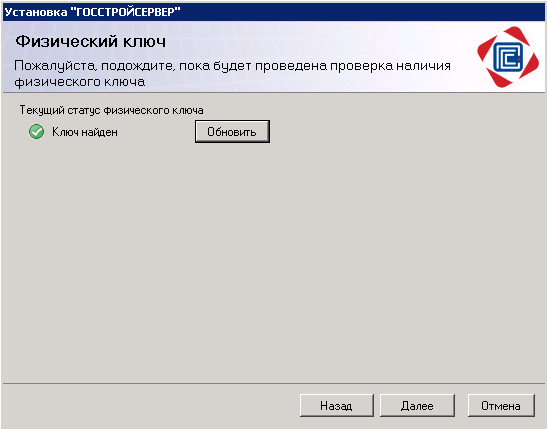 Установка "ГОССТРОЙСЕРВЕР"
Физический ключ
Пожалуйста, подождите, пока будет проведена проверка наличия
физического ключа
Текущий статус физического ключа
Ключ найден
Обновить
Назад
Далее
Отмена